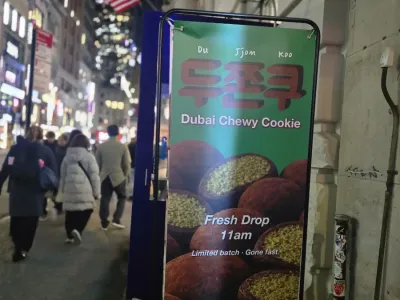 Du Jjon Koo
두쫀쿠
Dubai Chewy Cookie
Fresh Drop
11am
Limited batch · Gone fast